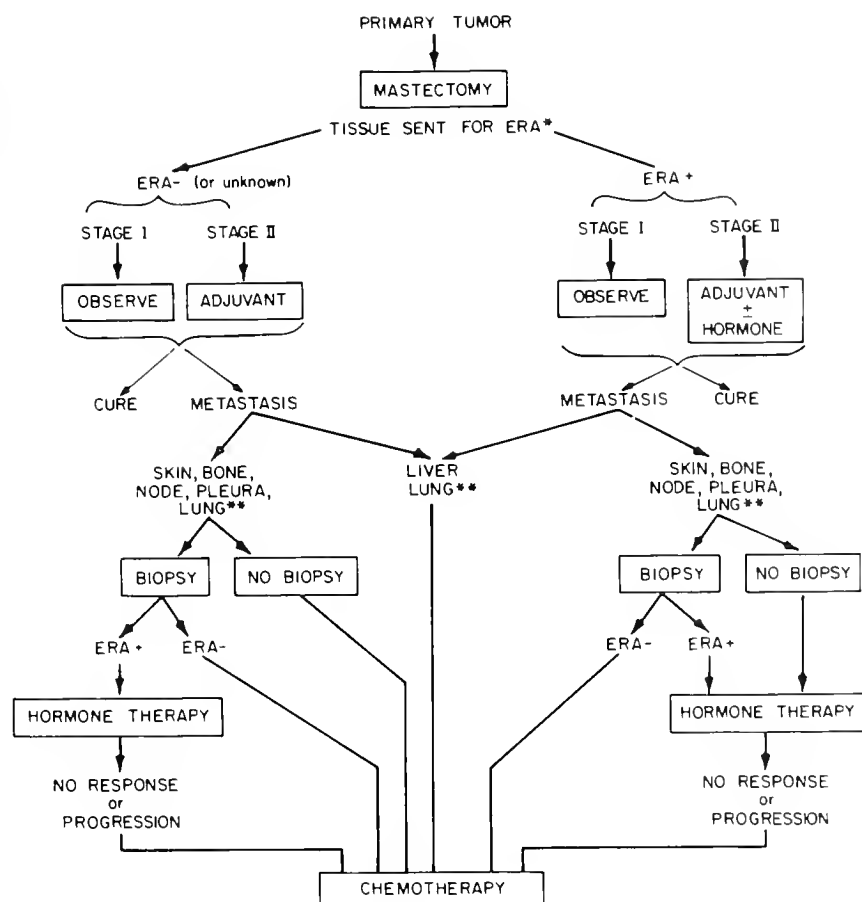 PRIMARY TUMOR
MASTECTOMY
TISSUE SENT FOR ERA*
ERA- (or unknown)
ERA +
STAGE I
STAGE II
STAGE I
STAGE II
OBSERVE
ADJUVANT
OBSERVE
ADJUVANT
±
HORMONE
CURE
METASTASIS
METASTASIS
CURE
SKIN, BONE,
NODE, PLEURA,
LUNG**
LIVER
LUNG**
SKIN, BONE,
NODE, PLEURA,
LUNG**
BIOPSY
NO BIOPSY
BIOPSY
NO BIOPSY
ERA +
ERA-
ERA-
ERA +
HORMONE THERAPY
HORMONE THERAPY
NO RESPONSE
or
PROGRESSION
NO RESPONSE
or
PROGRESSION
CHEMOTHERAPY